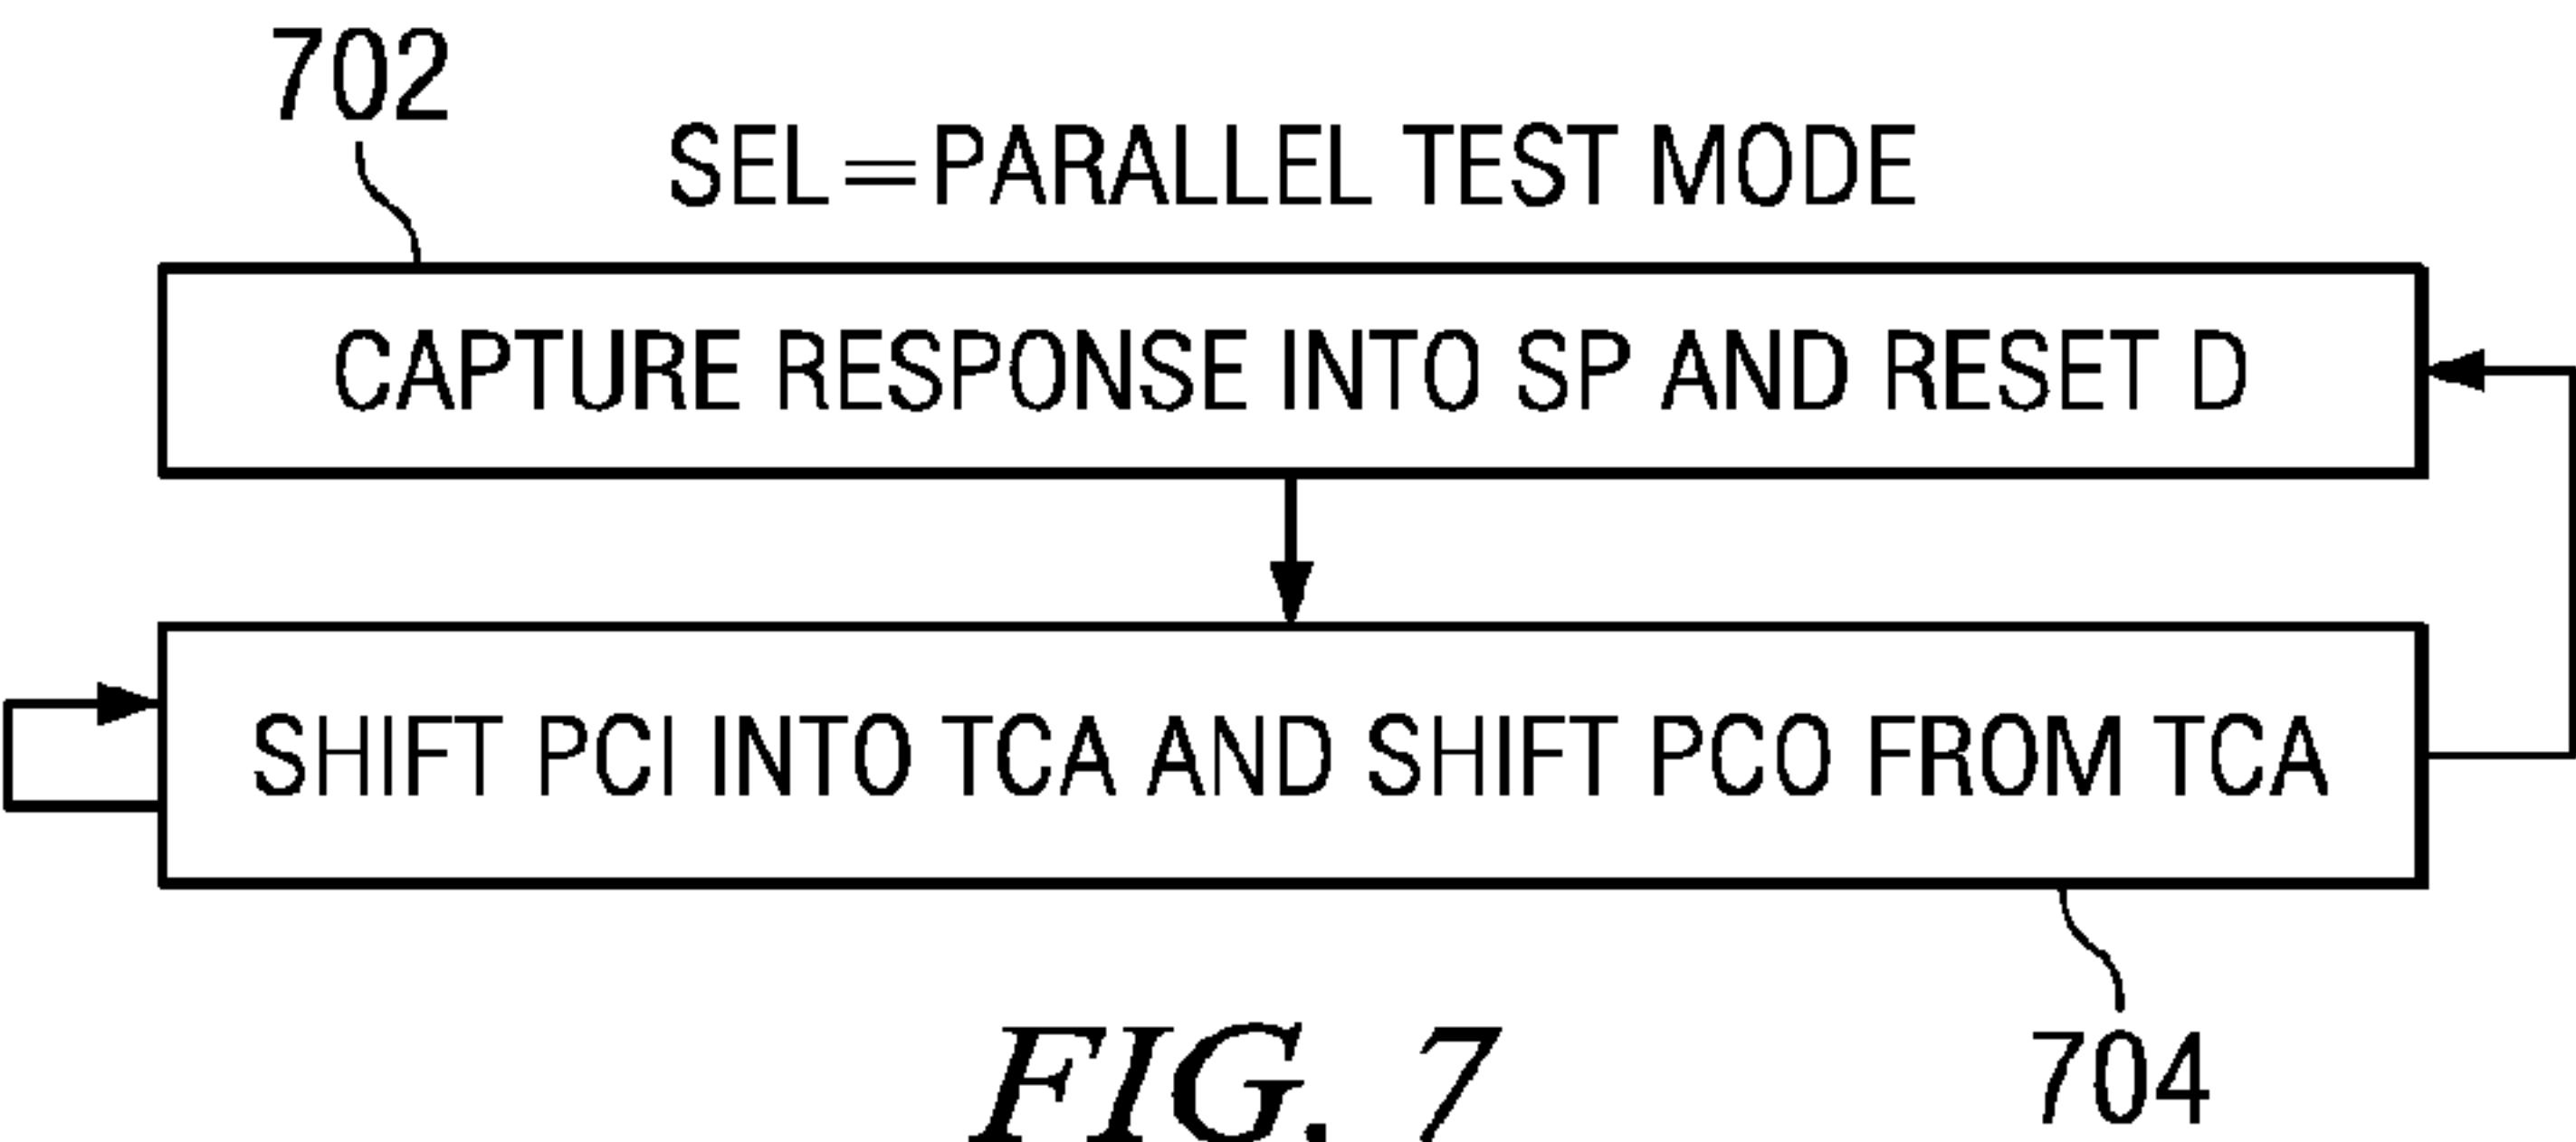 702
SEL=PARALLEL TEST MODE
CAPTURE RESPONSE INTO SP AND RESET D
SHIFT PCI INTO TCA AND SHIFT PCO FROM TCA
704
FIG. 7